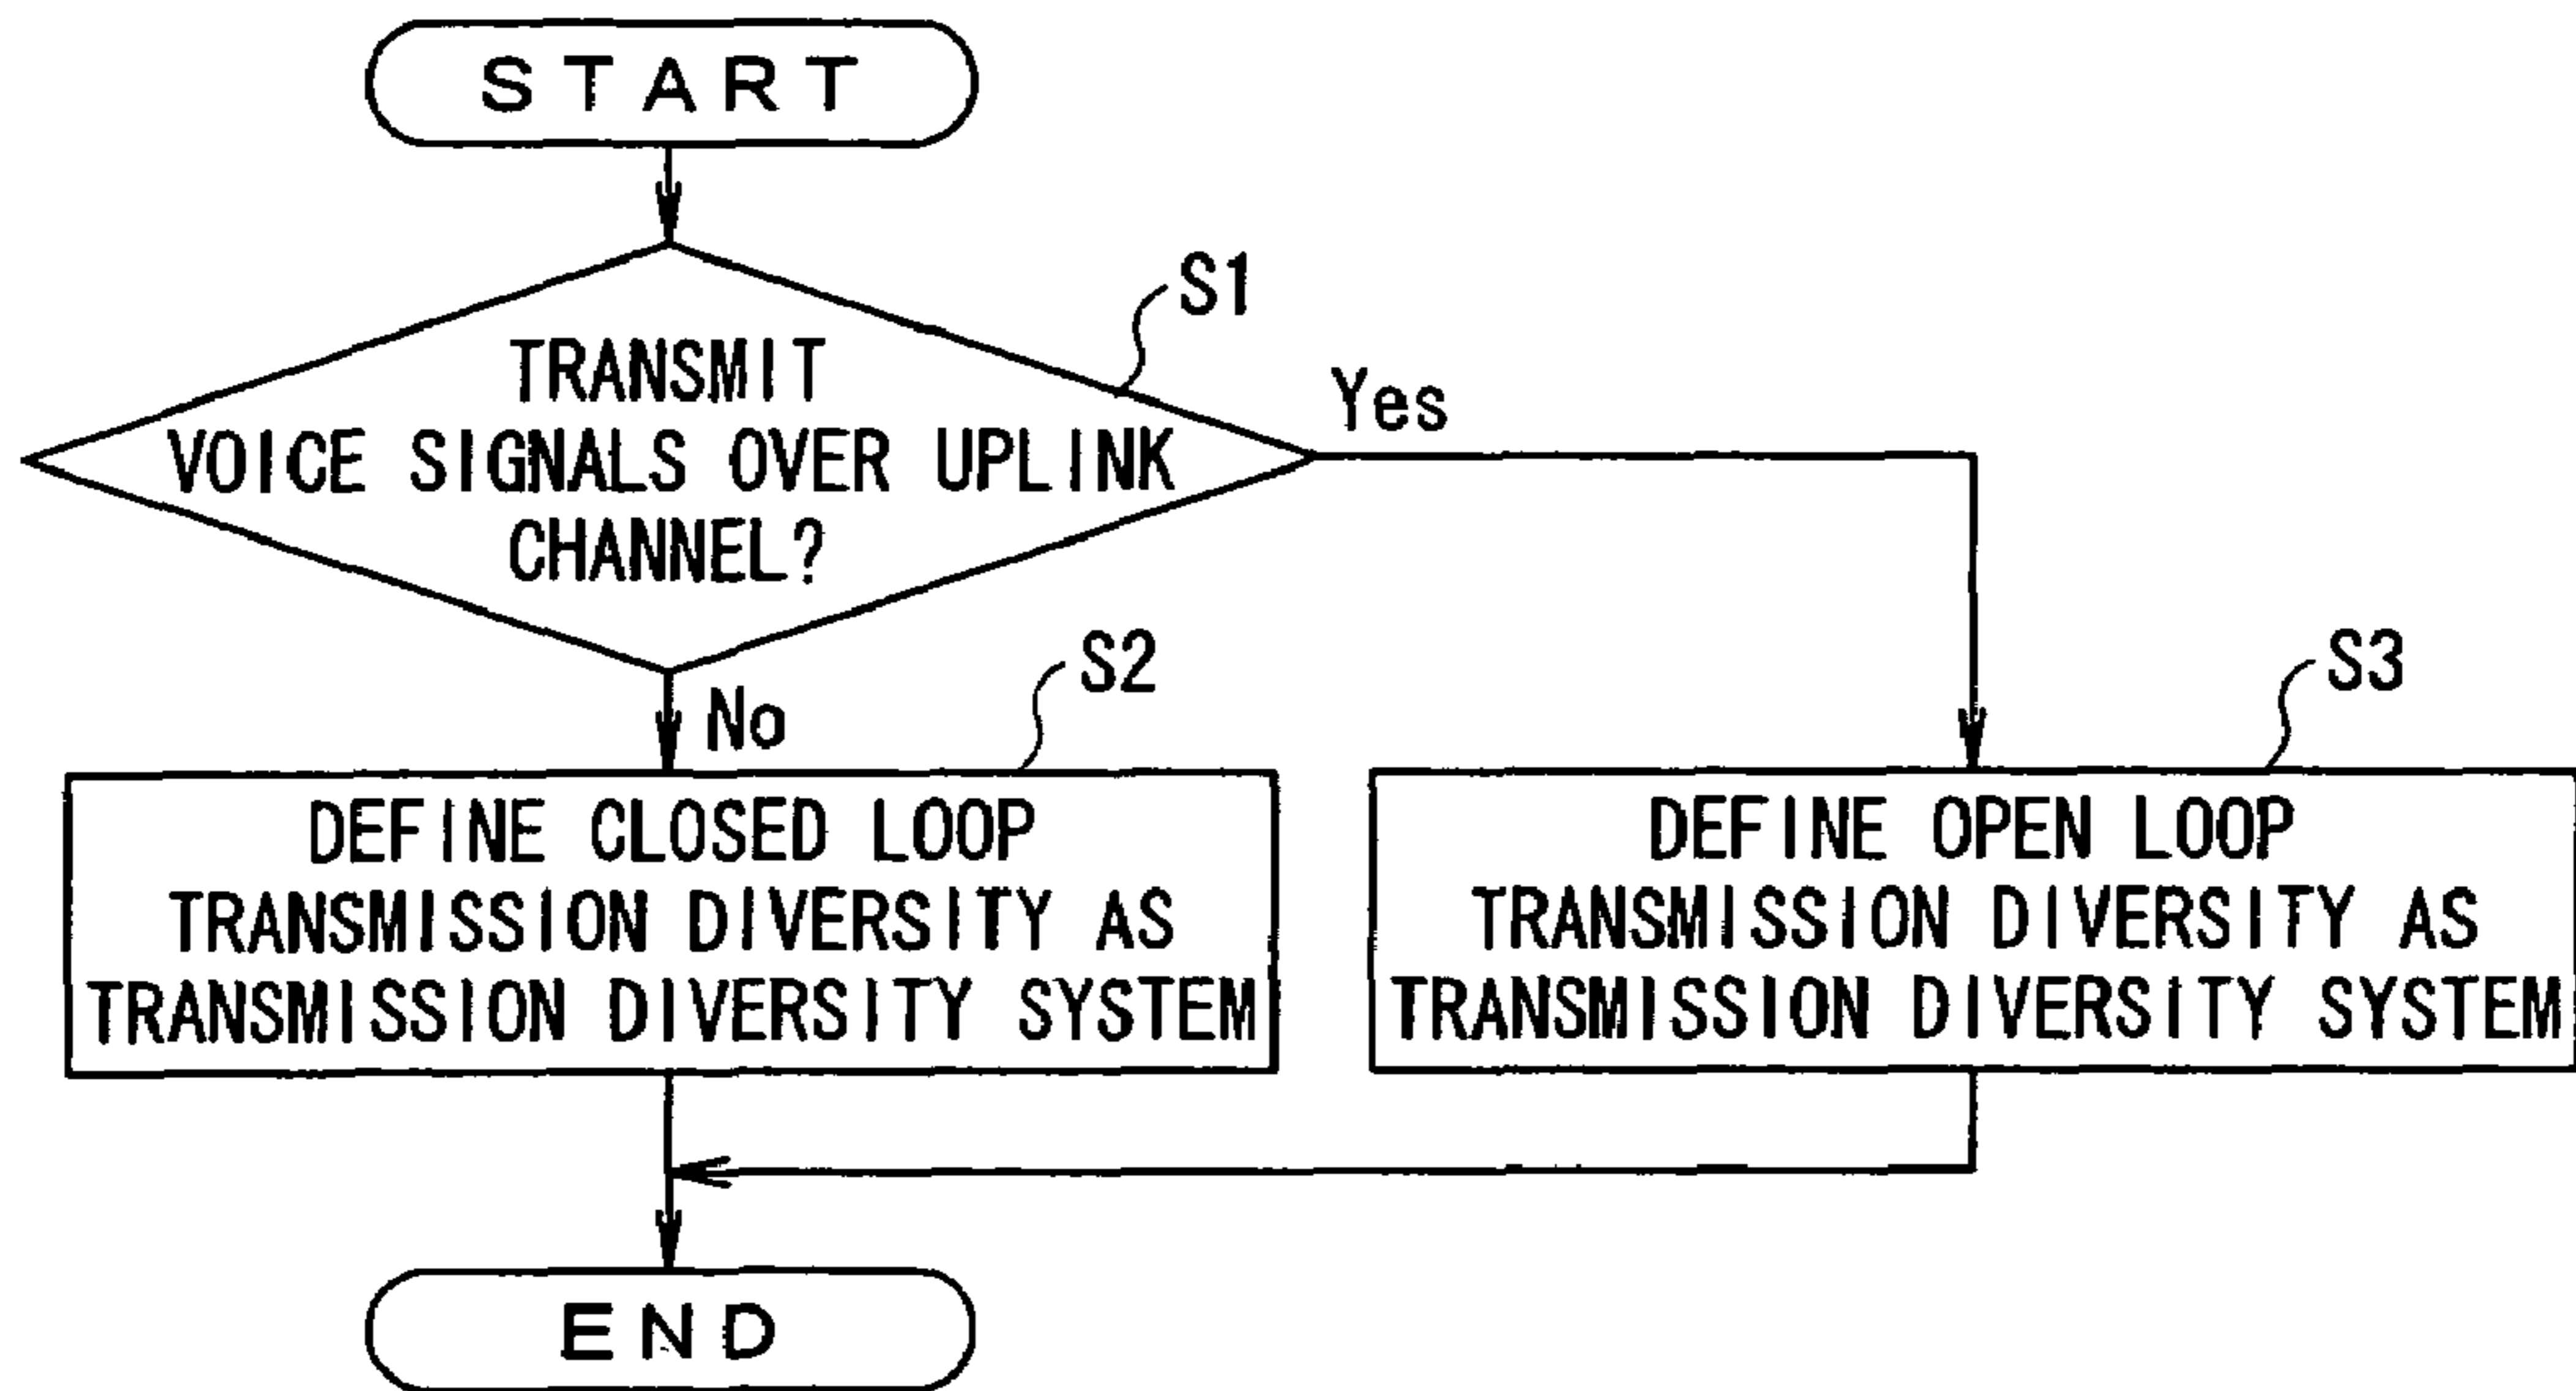 START
S1
TRANSMIT
VOICE SIGNALS OVER UPLINK
CHANNEL?
Yes
No
S2
DEFINE CLOSED LOOP
TRANSMISSION DIVERSITY AS
TRANSMISSION DIVERSITY SYSTEM
S3
DEFINE OPEN LOOP
TRANSMISSION DIVERSITY AS
TRANSMISSION DIVERSITY SYSTEM
END